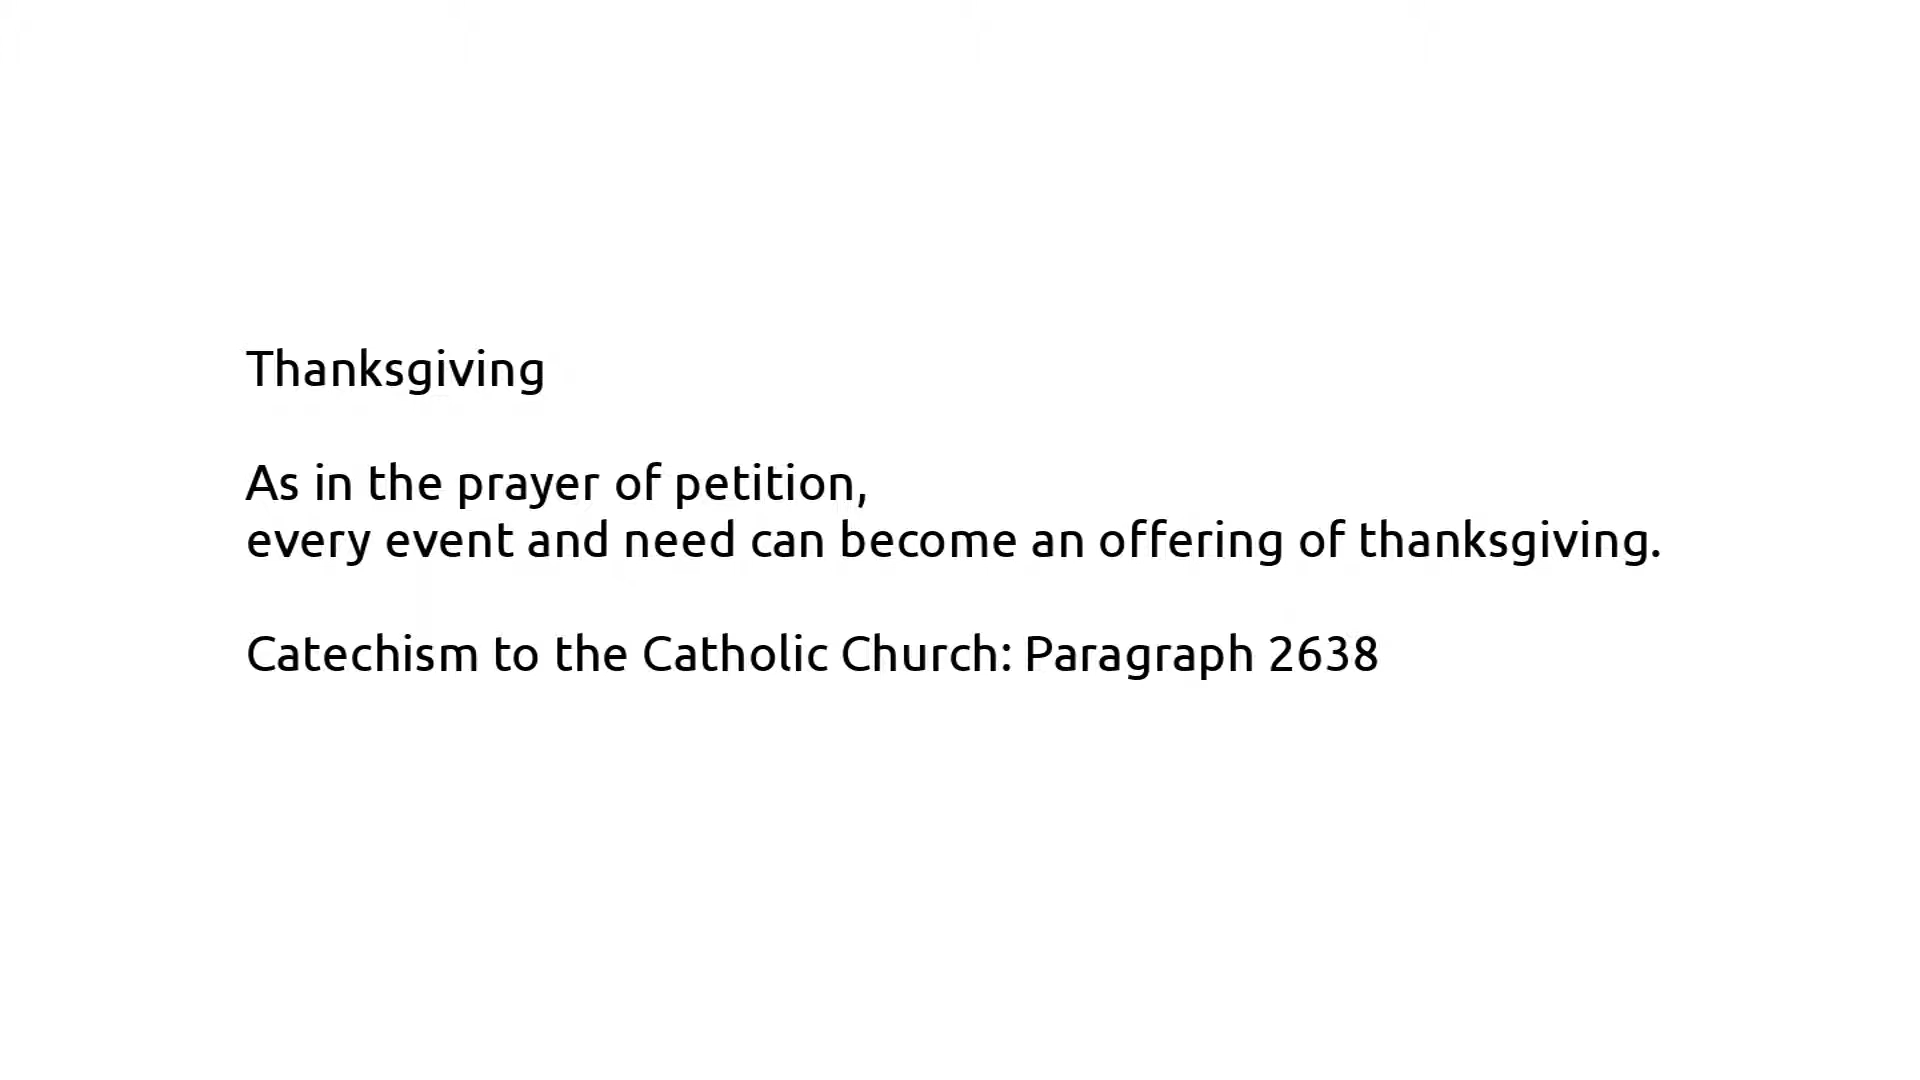 Thanksgiving
As in the prayer of petition,
every event and need can become an offering of thanksgiving.
Catechism to the Catholic Church: Paragraph 2638